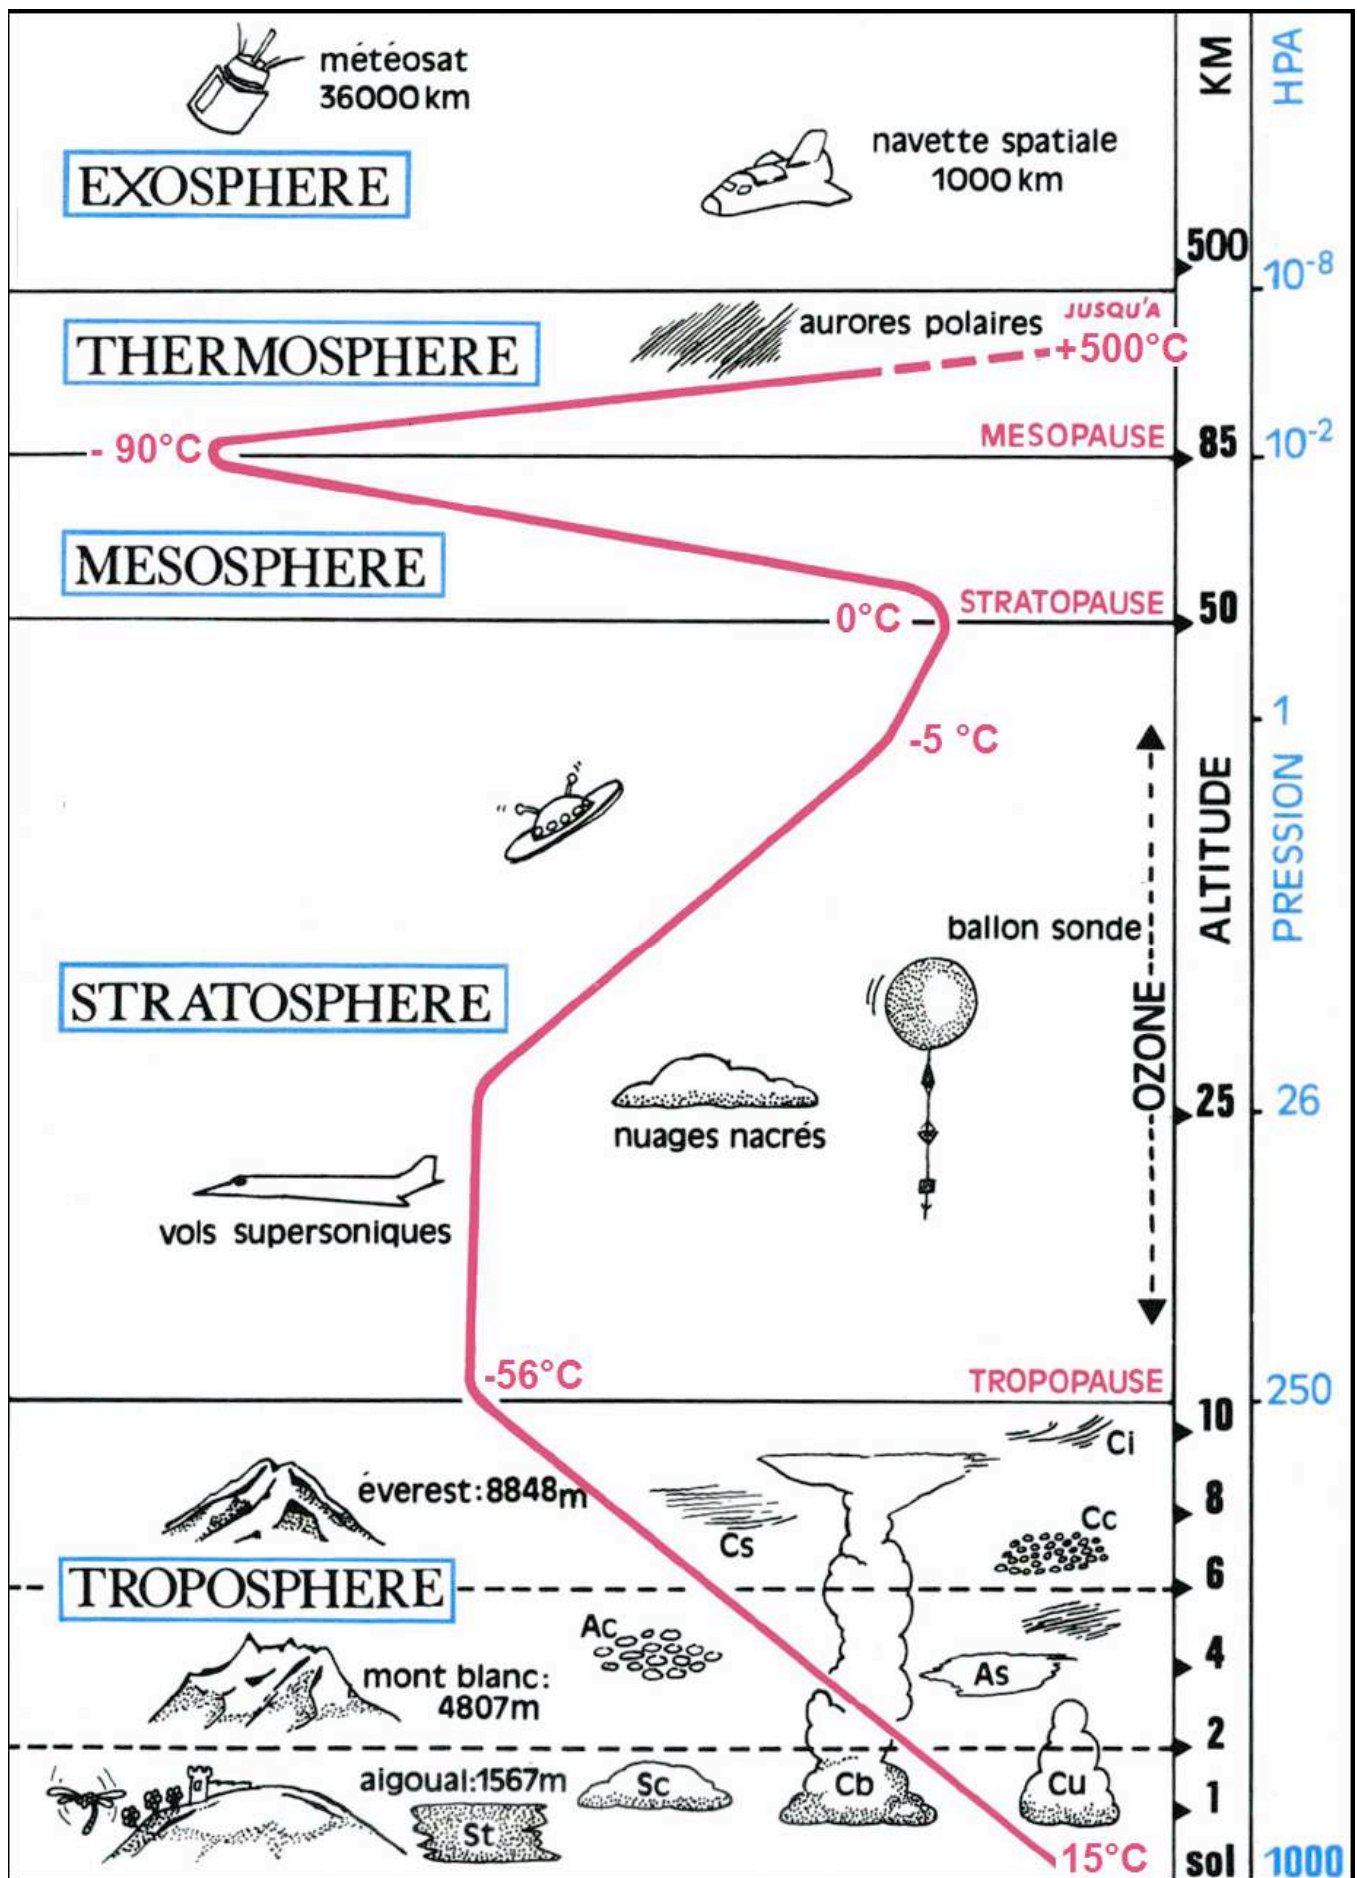 météosat
36000 km
KM
HPA
EXOSPHERE
navette spatiale
1000 km
500
10-8
THERMOSPHERE
aurores polaires
JUSQU'A
+500°C
- 90°C
MESOPAUSE
85
10-2
MESOSPHERE
0°C
STRATOPAUSE
50
1
-5 °C
ALTITUDE
PRESSION
ballon sonde
STRATOSPHERE
OZONE
25
26
nuages nacrés
vols supersoniques
-56°C
TROPOPAUSE
250
10
Ci
éverest: 8848m
8
Cs
Cc
6
TROPOSPHERE
Ac
4
mont blanc:
4807m
As
2
aigoual: 1567m
Sc
Cb
Cu
1
St
15°C
sol
1000